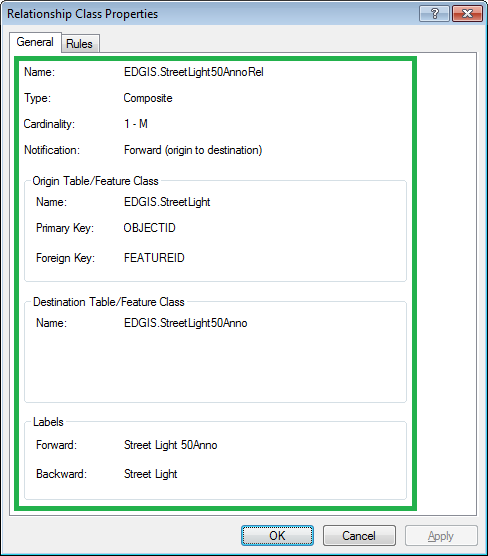 Relationship Class Properties
General Rules
Name: EDGIS.StreetLight50AnnoRel
Type: Composite
Cardinality: 1 - M
Notification: Forward (origin to destination)
Origin Table/Feature Class
Name: EDGIS.StreetLight
Primary Key: OBJECTID
Foreign Key: FEATUREID
Destination Table/Feature Class
Name: EDGIS.StreetLight50Anno
Labels
Forward: Street Light 50Anno
Backward: Street Light
OK Cancel Apply